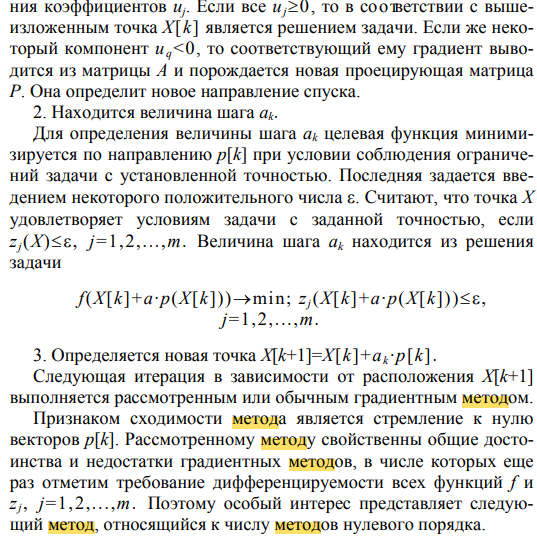 ния коэффициентов uⱼ. Если все uⱼ≥0, то в соответствии с выше-
изложенным точка X[k] является решением задачи. Если же неко-
торый компонент u_q<0, то соответствующий ему градиент выво-
дится из матрицы A и порождается новая проецирующая матрица
P. Она определит новое направление спуска.
2. Находится величина шага aₖ.
Для определения величины шага aₖ целевая функция миними-
зируется по направлению p[k] при условии соблюдения ограниче-
ний задачи с установленной точностью. Последняя задается вве-
дением некоторого положительного числа ε. Считают, что точка X
удовлетворяет условиям задачи с заданной точностью, если
zⱼ(X)≤ε, j=1,2,…,m. Величина шага aₖ находится из решения
задачи
f(X[k]+a·p(X[k]))→min; zⱼ(X[k]+a·p(X[k]))≤ε,
j=1,2,…,m.
3. Определяется новая точка X[k+1]=X[k]+aₖ·p[k].
Следующая итерация в зависимости от расположения X[k+1]
выполняется рассмотренным или обычным градиентным методом.
Признаком сходимости метода является стремление к нулю
векторов p[k]. Рассмотренному методу свойственны общие досто-
инства и недостатки градиентных методов, в числе которых еще
раз отметим требование дифференцируемости всех функций f и
zⱼ, j=1,2,…,m. Поэтому особый интерес представляет следую-
щий метод, относящийся к числу методов нулевого порядка.